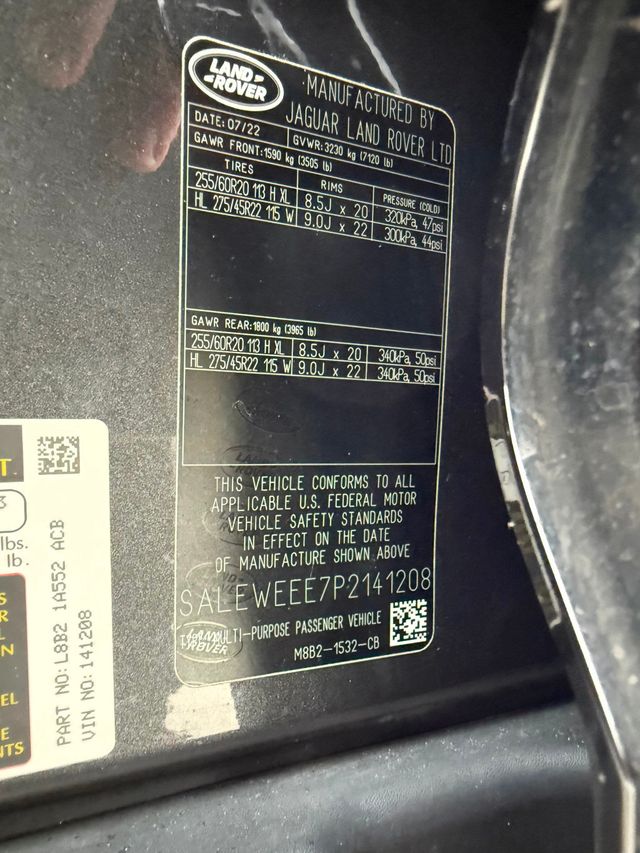 LAND
ROVER
MANUFACTURED BY
JAGUAR LAND ROVER LTD
DATE: 07/22 GVWR: 3230 kg (7120 lb)
GAWR FRONT: 1590 kg (3505 lb)
TIRES RIMS PRESSURE (COLD)
255/60R20 113 H XL 8.5J x 20 320kPa, 47psi
HL 275/45R22 115 W 9.0J x 22 300kPa, 44psi
GAWR REAR: 1800 kg (3965 lb)
255/60R20 113 H XL 8.5J x 20 340kPa, 50psi
HL 275/45R22 115 W 9.0J x 22 340kPa, 50psi
THIS VEHICLE CONFORMS TO ALL
APPLICABLE U.S. FEDERAL MOTOR
VEHICLE SAFETY STANDARDS
IN EFFECT ON THE DATE
OF MANUFACTURE SHOWN ABOVE
SALEWEEE7P2141208
MULTI-PURPOSE PASSENGER VEHICLE
M8B2-1532-CB
T
3
lbs.
lb.
S
R
L
N
EL
E
TS
PART NO: L8B2 1A552 ACB
VIN NO: 141208